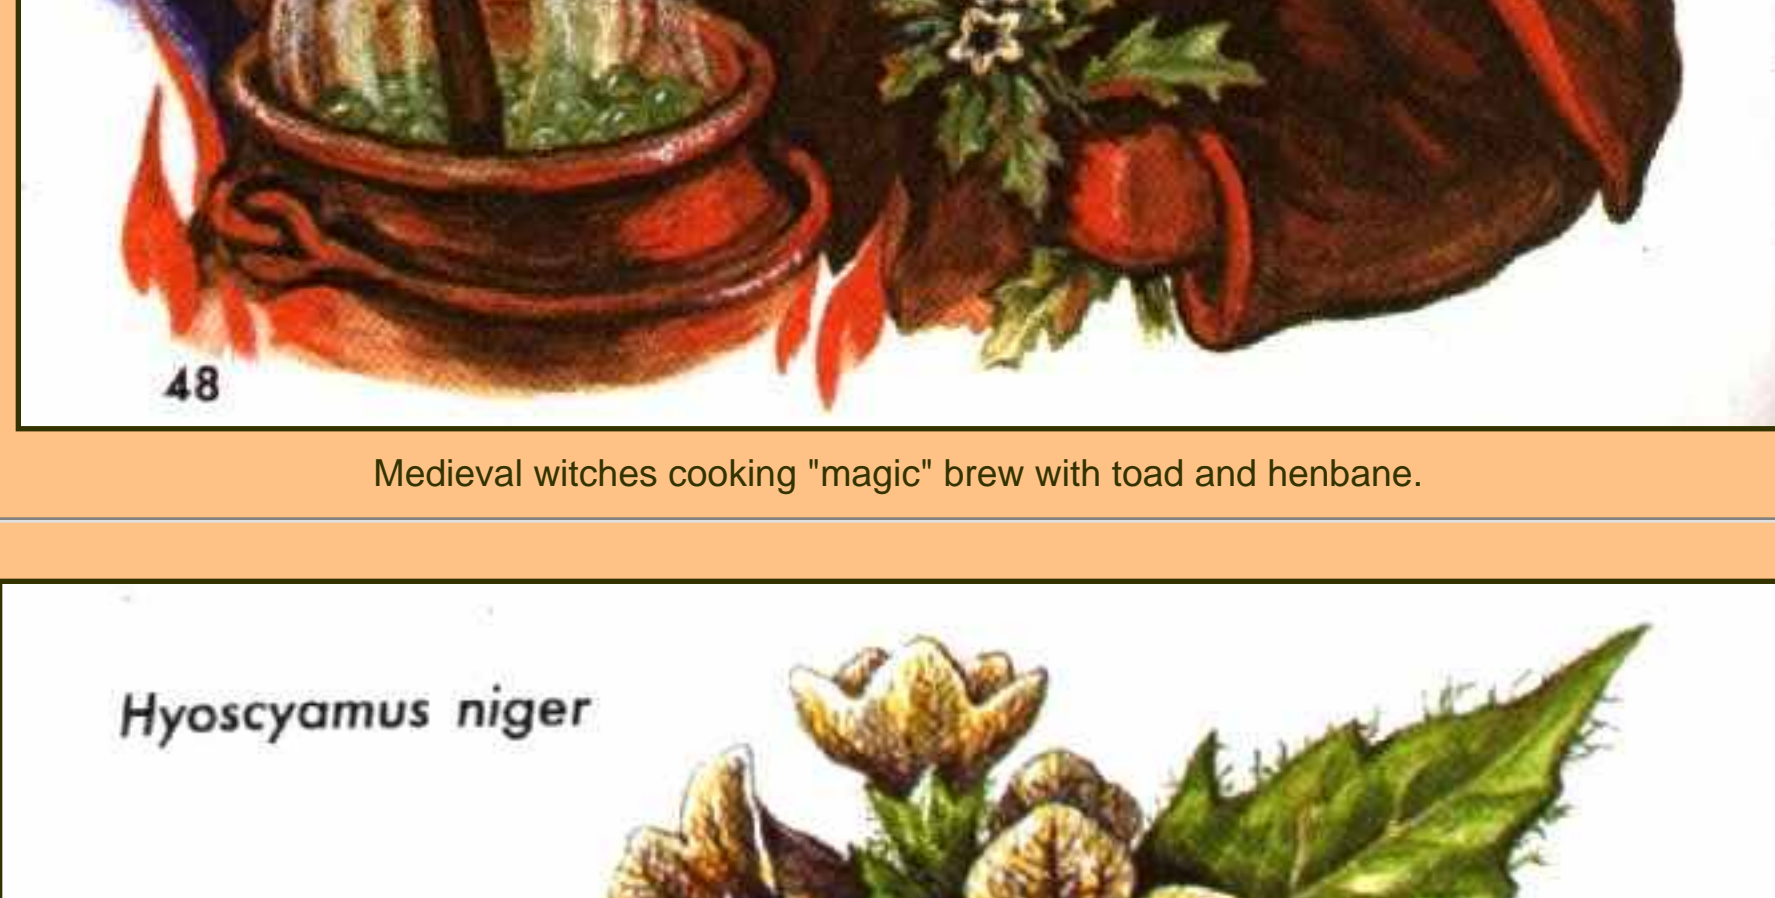 48
Medieval witches cooking "magic" brew with toad and henbane.
Hyoscyamus niger